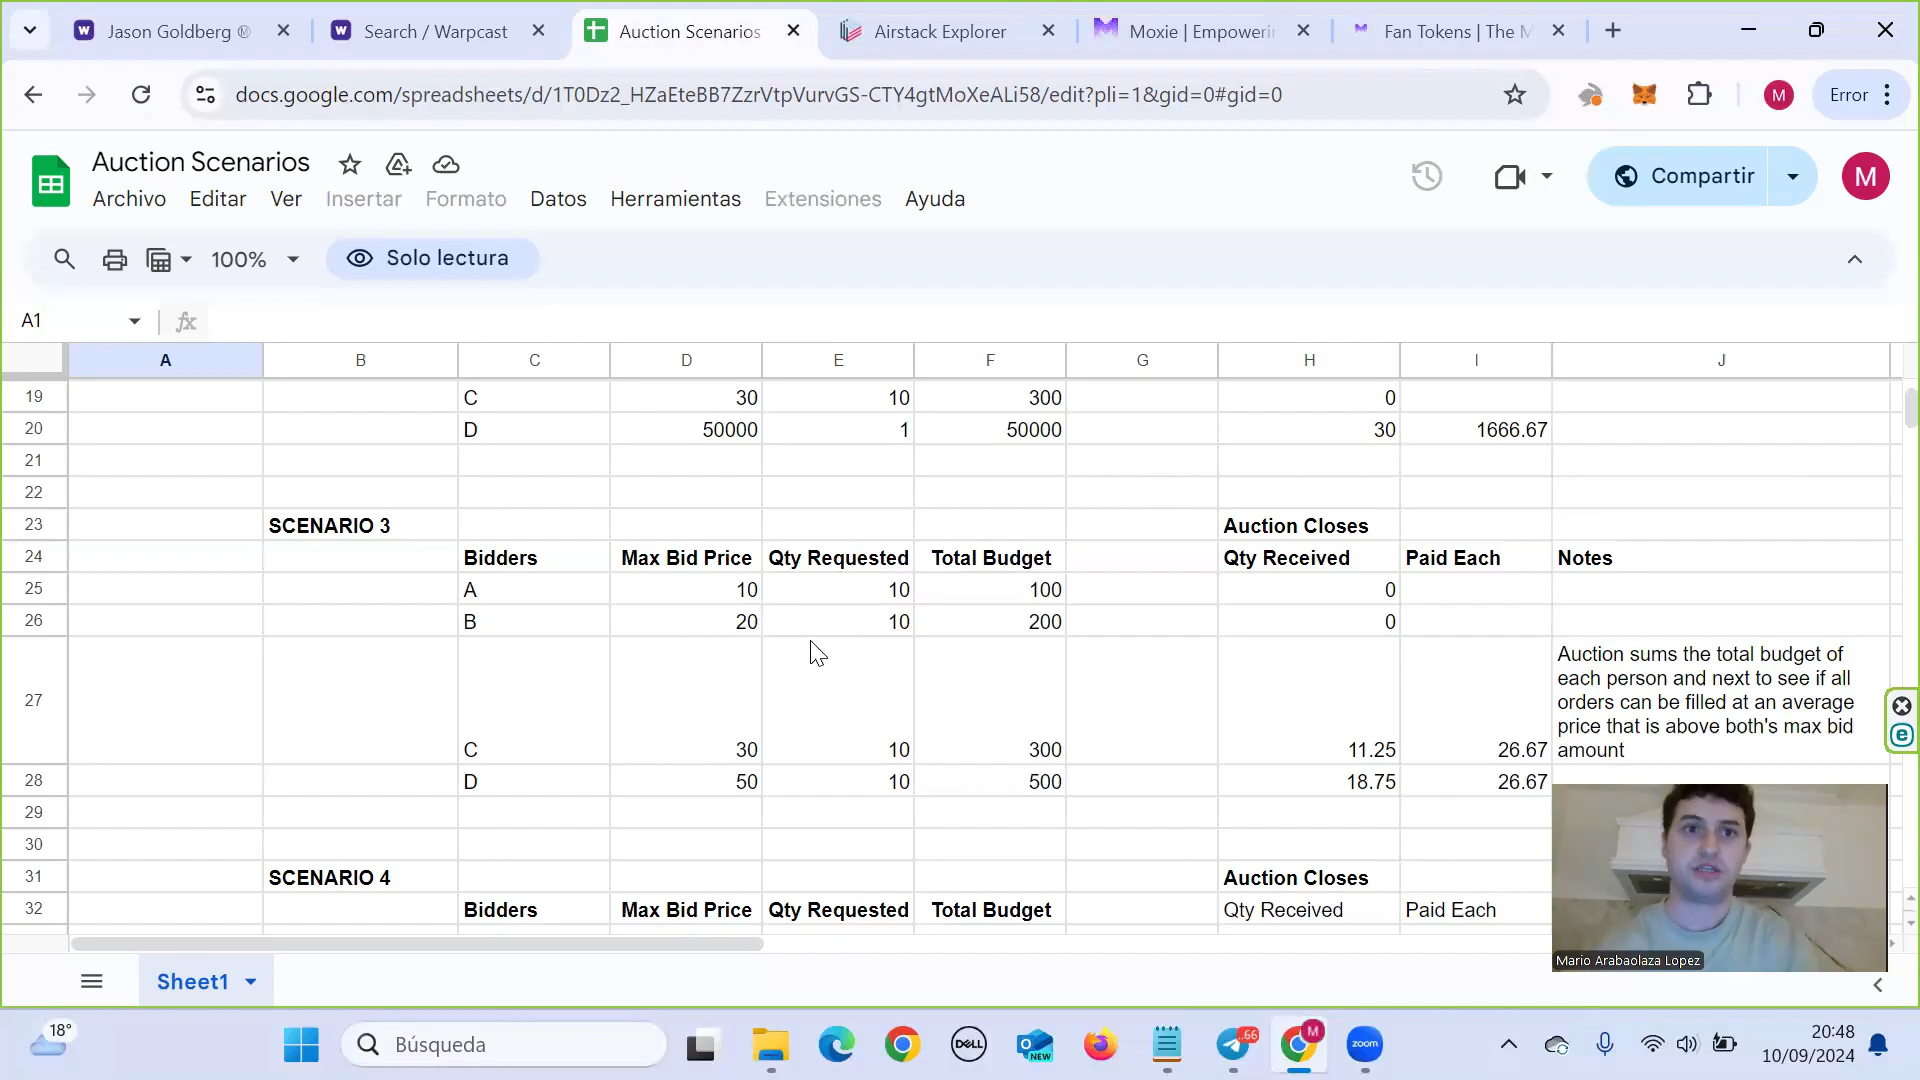 Jason Goldberg
Search / Warpcast
Auction Scenarios
Airstack Explorer
Moxie | Empoweri
Fan Tokens | The M
docs.google.com/spreadsheets/d/1T0Dz2_HZaEteBB7ZzrVtpVurvGS-CTY4gtMoXeALi58/edit?pli=1&gid=0#gid=0
M
Error
Auction Scenarios
Compartir
M
Archivo Editar Ver Insertar Formato Datos Herramientas Extensiones Ayuda
100%
Solo lectura
A1
fx
A B C D E F G H I J
19 C 30 10 300 0
20 D 50000 1 50000 30 1666.67
21
22
23 SCENARIO 3 Auction Closes
24 Bidders Max Bid Price Qty Requested Total Budget Qty Received Paid Each Notes
25 A 10 10 100 0
26 B 20 10 200 0
Auction sums the total budget of
each person and next to see if all
orders can be filled at an average
price that is above both's max bid
amount
27 C 30 10 300 11.25 26.67
28 D 50 10 500 18.75 26.67
29
30
31 SCENARIO 4 Auction Closes
32 Bidders Max Bid Price Qty Requested Total Budget Qty Received Paid Each
Mario Arabaolaza Lopez
Sheet1
18°
Búsqueda
DELL
NEW
..66
M
zoom
20:48
10/09/2024